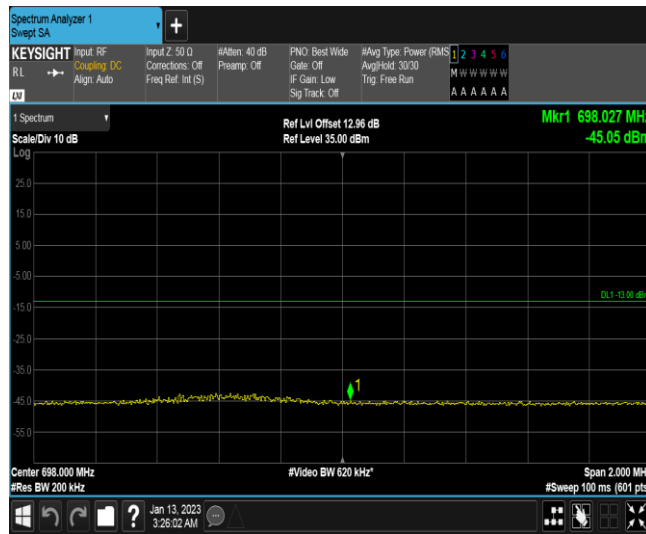 Spectrum Analyzer 1
Swept SA
+
KEYSIGHT Input: RF Input Z: 50 Ω #Atten: 40 dB PNO: Best Wide #Avg Type: Power (RMS 1 2 3 4 5 6
RL Coupling: DC Corrections: Off Preamp: Off Gate: Off Avg|Hold: 30/30 M W W W W W
Align: Auto Freq Ref: Int (S) IF Gain: Low Trig: Free Run
LXI Sig Track: Off A A A A A A
1 Spectrum Ref Lvl Offset 12.96 dB Mkr1 698.027 MHz
Scale/Div 10 dB Ref Level 35.00 dBm -45.05 dBm
Log
25.0
15.0
5.00
-5.00
DL1 -13.00 dBm
-15.0
-25.0
-35.0
1
-45.0
-55.0
Center 698.000 MHz #Video BW 620 kHz* Span 2.000 MH
#Res BW 200 kHz #Sweep 100 ms (601 pts
? Jan 13, 2023
3:26:02 AM